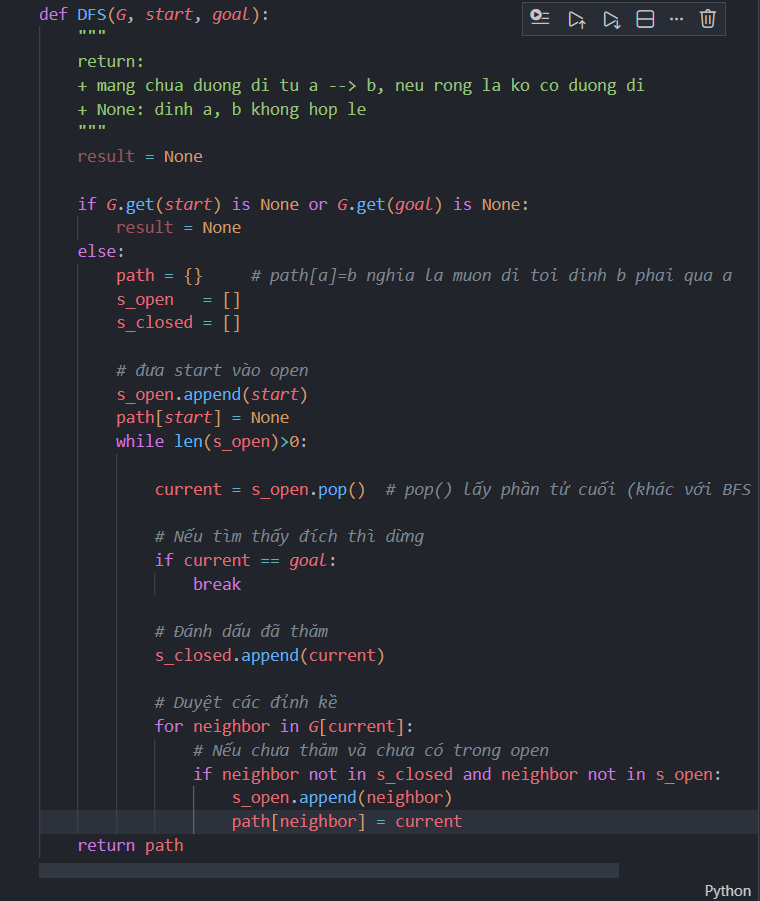 def DFS(G, start, goal):
    """
    return:
    + mang chua duong di tu a --> b, neu rong la ko co duong di
    + None: dinh a, b khong hop le
    """
    result = None

    if G.get(start) is None or G.get(goal) is None:
        result = None
    else:
        path = {}     # path[a]=b nghia la muon di toi dinh b phai qua a
        s_open   = []
        s_closed = []

        # đưa start vào open
        s_open.append(start)
        path[start] = None
        while len(s_open)>0:

            current = s_open.pop()  # pop() lấy phần tử cuối (khác với BFS

            # Nếu tìm thấy đích thì dừng
            if current == goal:
                break

            # Đánh dấu đã thăm
            s_closed.append(current)

            # Duyệt các đỉnh kề
            for neighbor in G[current]:
                # Nếu chưa thăm và chưa có trong open
                if neighbor not in s_closed and neighbor not in s_open:
                    s_open.append(neighbor)
                    path[neighbor] = current
    return path
Python